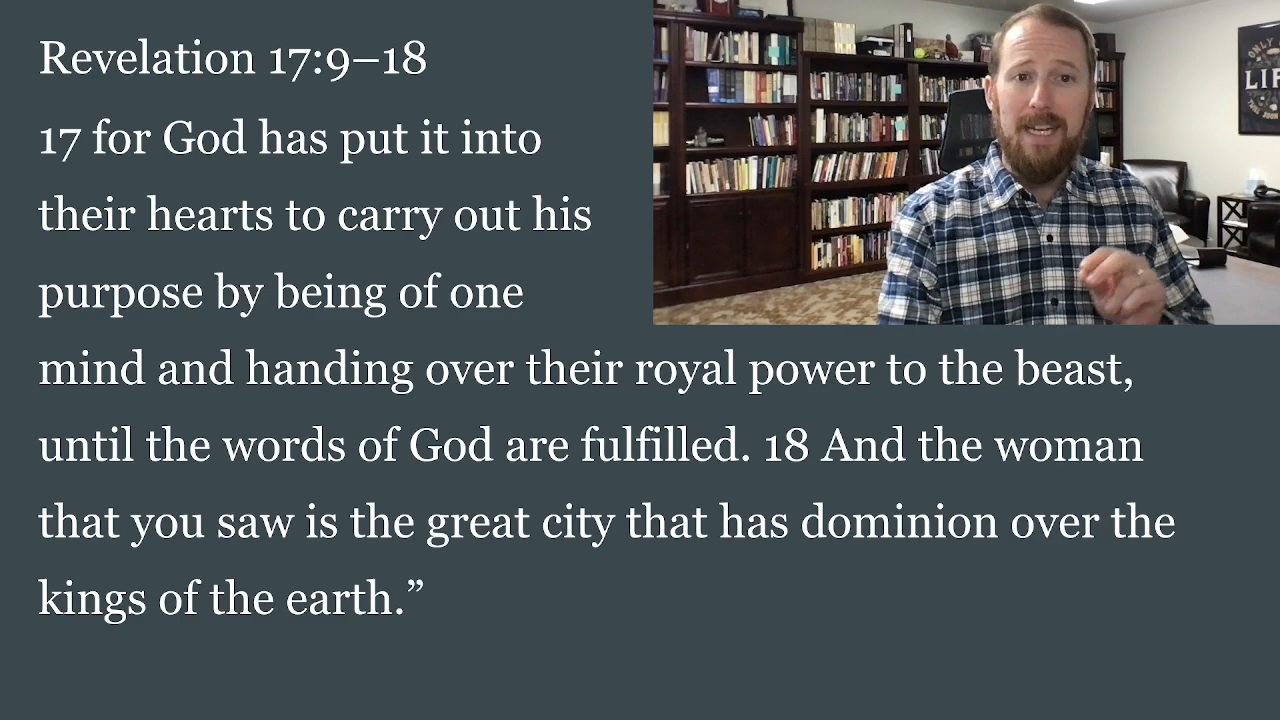 Revelation 17:9–18
17 for God has put it into
their hearts to carry out his
purpose by being of one
mind and handing over their royal power to the beast,
until the words of God are fulfilled. 18 And the woman
that you saw is the great city that has dominion over the
kings of the earth.”
ONLY